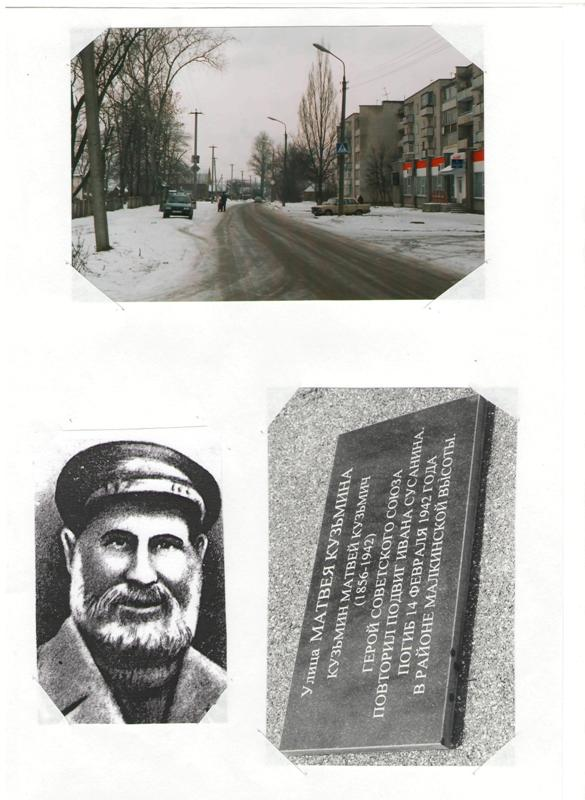 Улица МАТВЕЯ КУЗЬМИНА
КУЗЬМИН МАТВЕЙ КУЗЬМИЧ
(1856-1942)
ГЕРОЙ СОВЕТСКОГО СОЮЗА
ПОВТОРИЛ ПОДВИГ ИВАНА СУСАНИНА.
ПОГИБ 14 ФЕВРАЛЯ 1942 ГОДА
В РАЙОНЕ МАЛКИНСКОЙ ВЫСОТЫ.